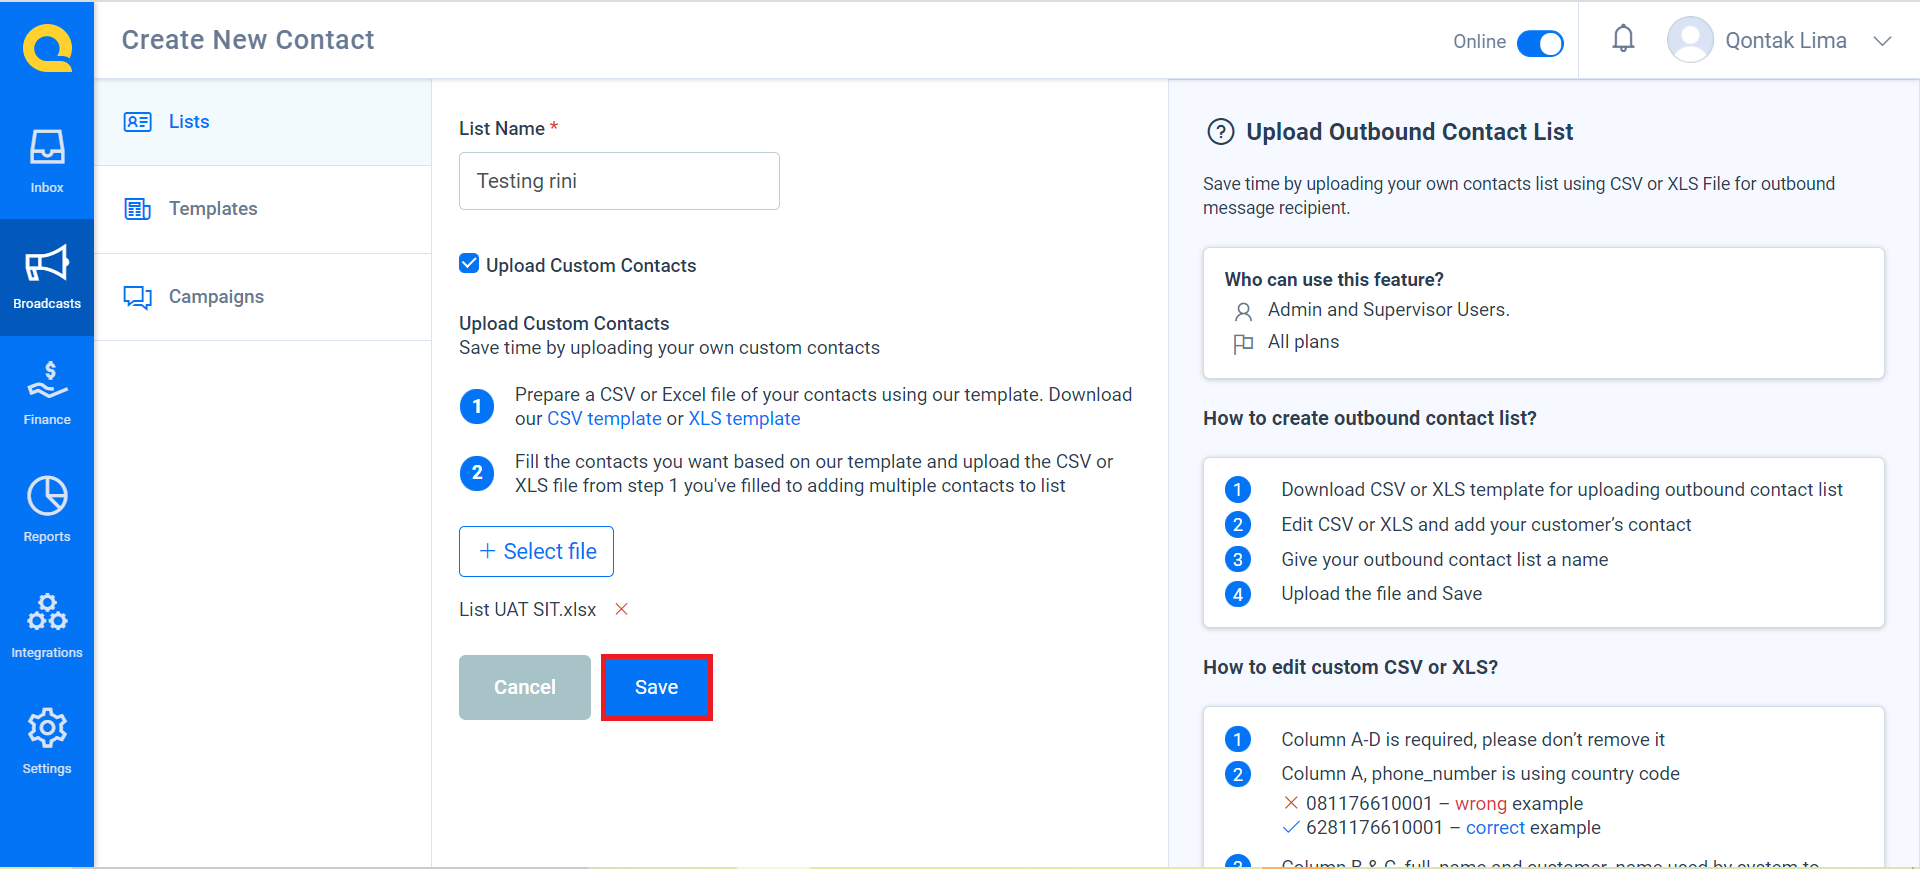 Create New Contact
Online
Qontak Lima
Inbox
Broadcasts
Finance
Reports
Integrations
Settings
Lists
Templates
Campaigns
List Name *
Testing rini
Upload Custom Contacts
Upload Custom Contacts
Save time by uploading your own custom contacts
1 Prepare a CSV or Excel file of your contacts using our template. Download
our CSV template or XLS template
2 Fill the contacts you want based on our template and upload the CSV or
XLS file from step 1 you've filled to adding multiple contacts to list
+ Select file
List UAT SIT.xlsx
Cancel
Save
? Upload Outbound Contact List
Save time by uploading your own contacts list using CSV or XLS File for outbound
message recipient.
Who can use this feature?
Admin and Supervisor Users.
All plans
How to create outbound contact list?
1 Download CSV or XLS template for uploading outbound contact list
2 Edit CSV or XLS and add your customer’s contact
3 Give your outbound contact list a name
4 Upload the file and Save
How to edit custom CSV or XLS?
1 Column A-D is required, please don’t remove it
2 Column A, phone_number is using country code
081176610001 – wrong example
6281176610001 – correct example
3 Column B & C, full_name and customer_name used by system to